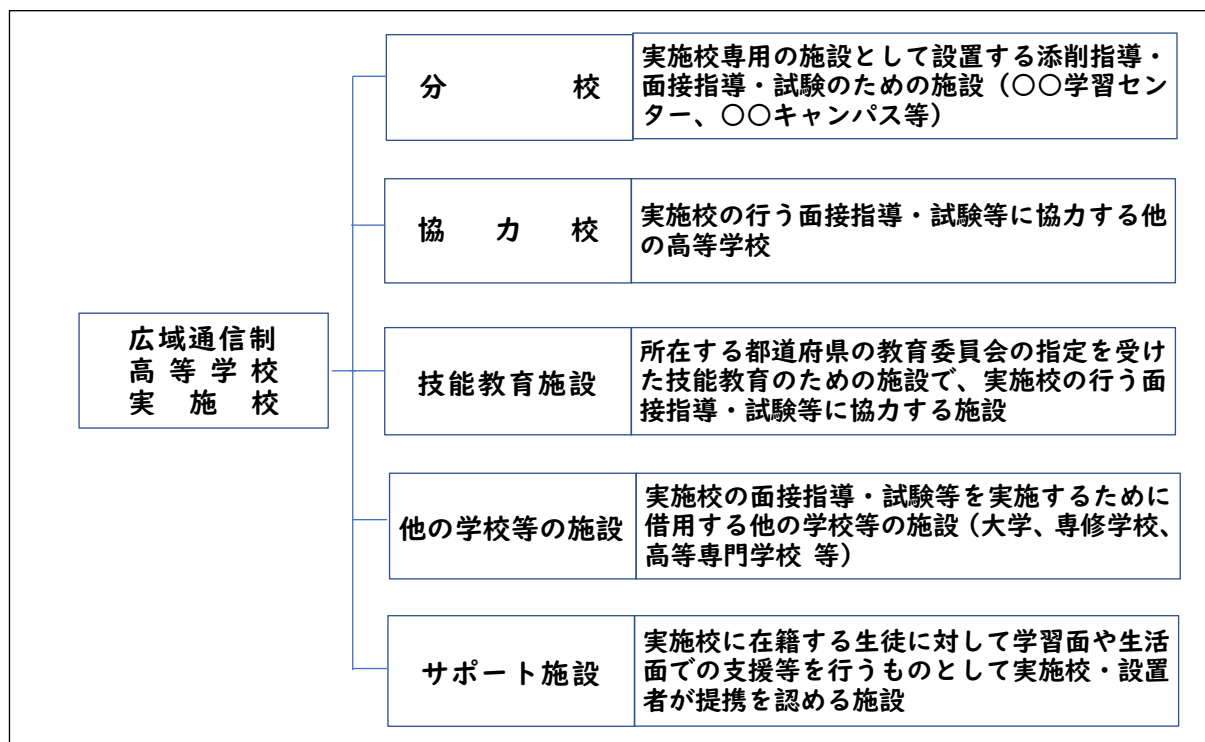 分校
実施校専用の施設として設置する添削指導・
面接指導・試験のための施設（○○学習セン
ター、○○キャンパス等）
協力校
実施校の行う面接指導・試験等に協力する他
の高等学校
広域通信制
高等学校
実施校
技能教育施設
所在する都道府県の教育委員会の指定を受け
た技能教育のための施設で、実施校の行う面
接指導・試験等に協力する施設
他の学校等の施設
実施校の面接指導・試験等を実施するために
借用する他の学校等の施設（大学、専修学校、
高等専門学校 等）
サポート施設
実施校に在籍する生徒に対して学習面や生活
面での支援等を行うものとして実施校・設置
者が提携を認める施設